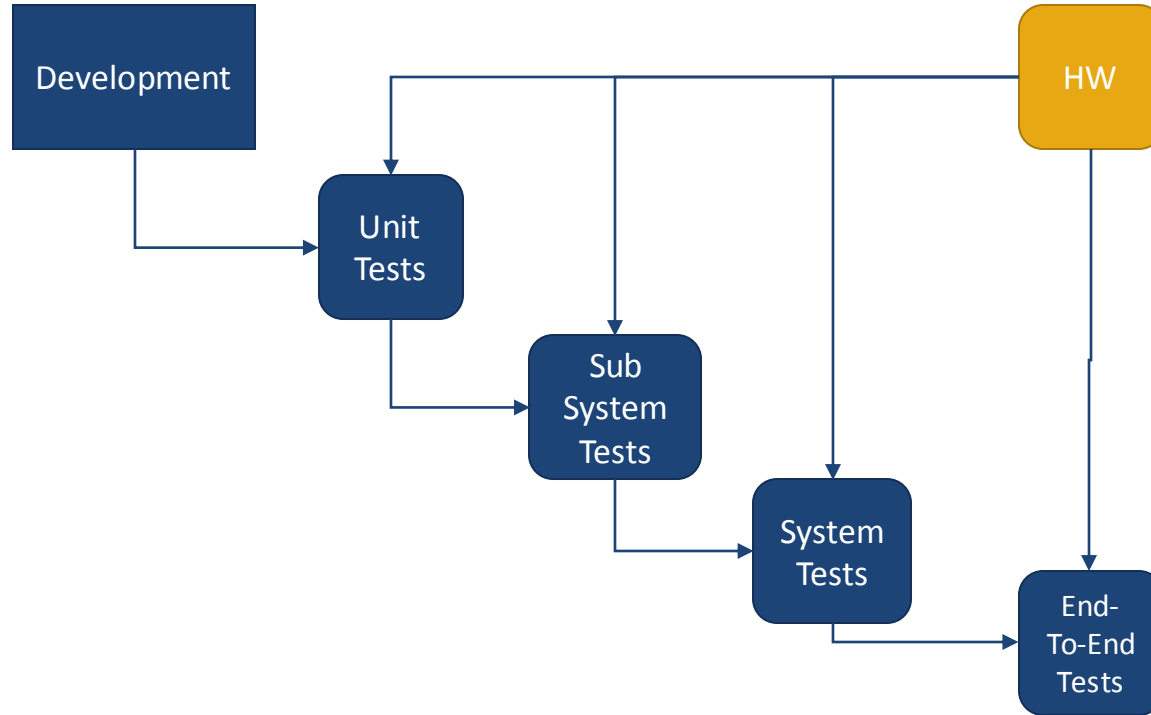 Development
HW
Unit
Tests
Sub
System
Tests
System
Tests
End-
To-End
Tests